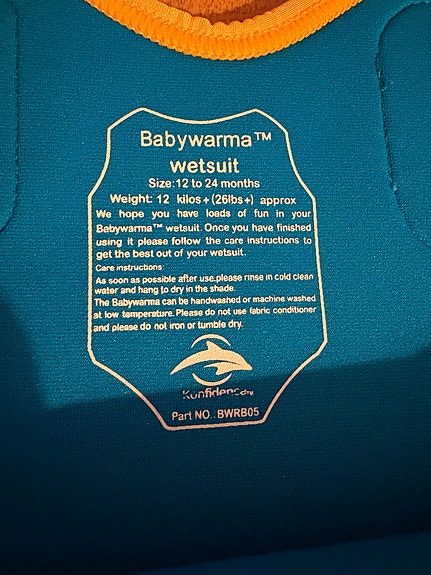 Babywarma™
wetsuit
Size:12 to 24 months
Weight: 12 kilos+(26lbs+) approx
We hope you have loads of fun in your
Babywarma™ wetsuit. Once you have finished
using it please follow the care instructions to
get the best out of your wetsuit.
Care instructions:
As soon as possible after use.please rinse in cold clean
water and hang to dry in the shade.
The Babywarma can be handwashed or machine washed
at low temperature. Please do not use fabric conditioner
and please do not iron or tumble dry.
Part NO.:BWRB05